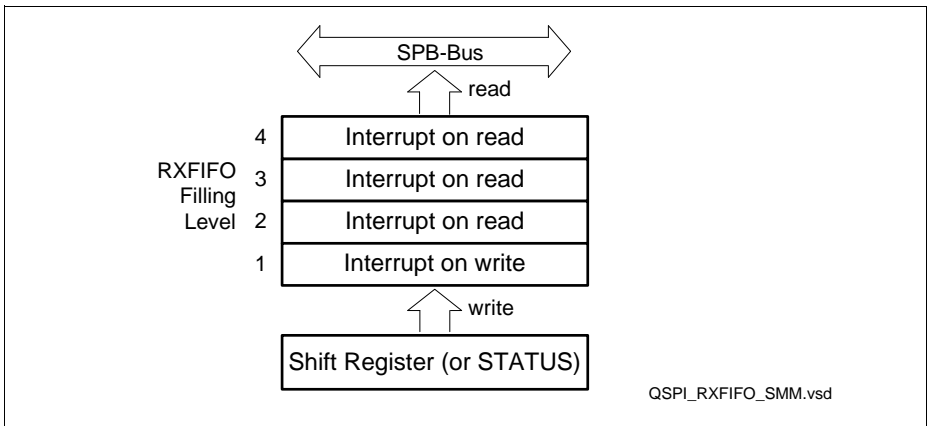 SPB-Bus
read
4 Interrupt on read
RXFIFO 3 Interrupt on read
Filling
Level 2 Interrupt on read
1 Interrupt on write
write
Shift Register (or STATUS)
QSPI_RXFIFO_SMM.vsd